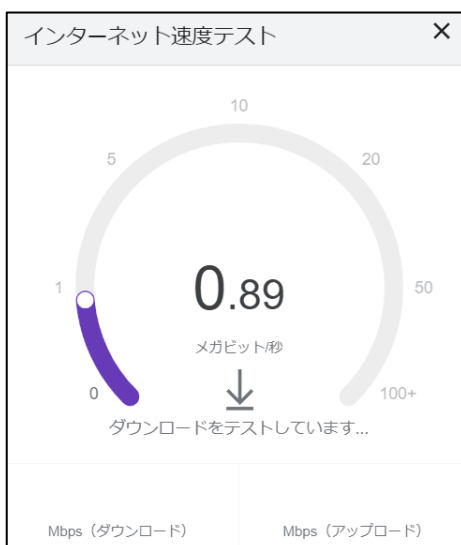 インターネット速度テスト ×
10
5 20
1 50
0.89
メガビット/秒
0 100+
ダウンロードをテストしています...
Mbps（ダウンロード） Mbps（アップロード）